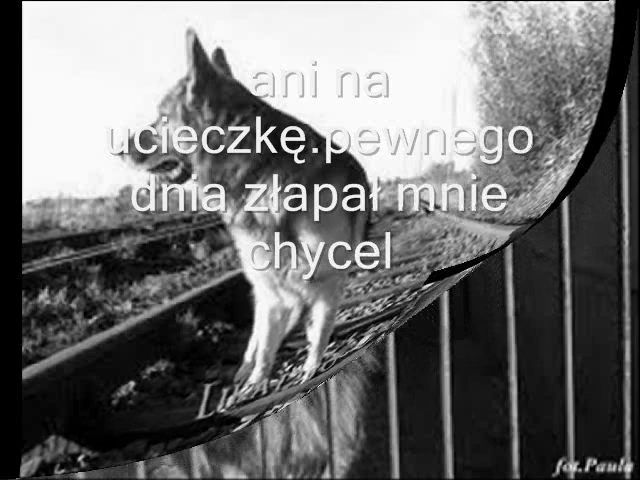 ani na
ucieczkę.pewnego
dnia złapał mnie
chycel
fot.Paula